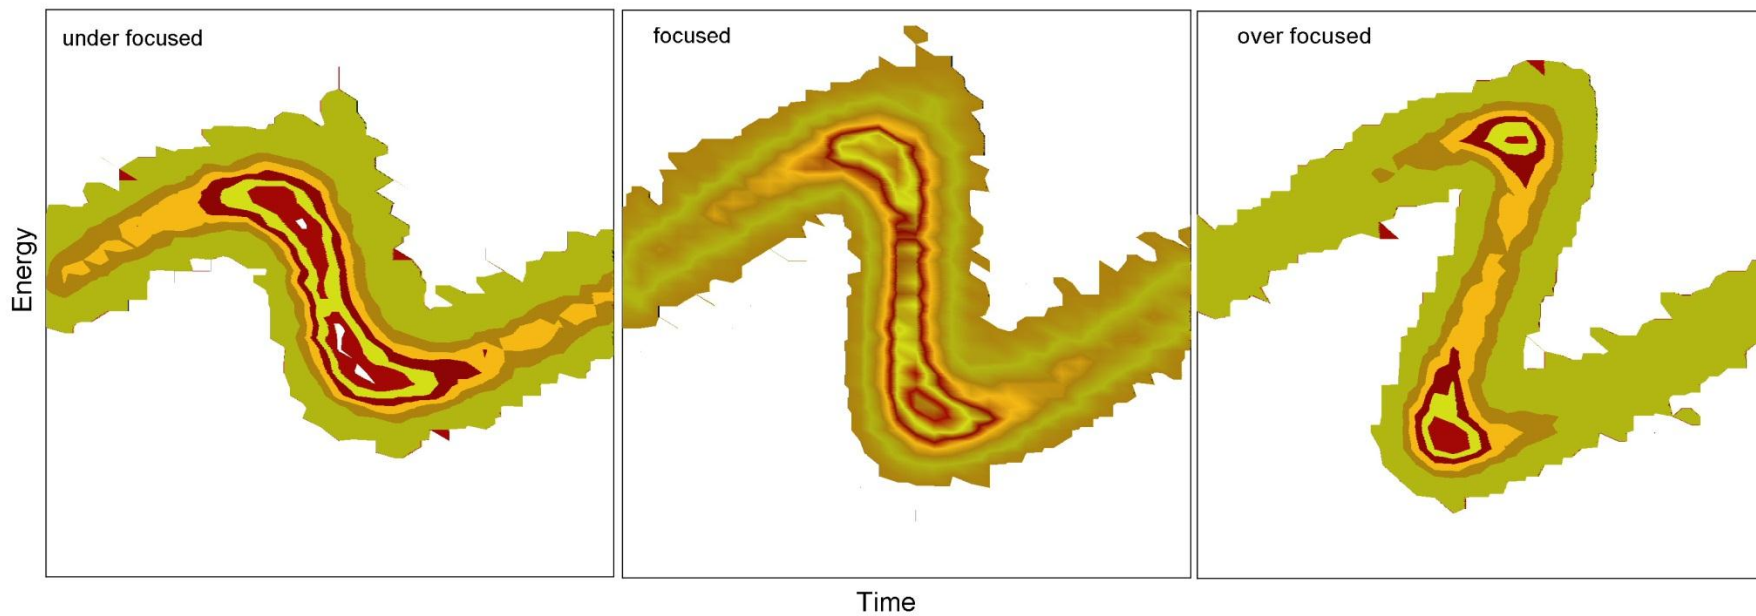 under focused
focused
over focused
Energy
Time